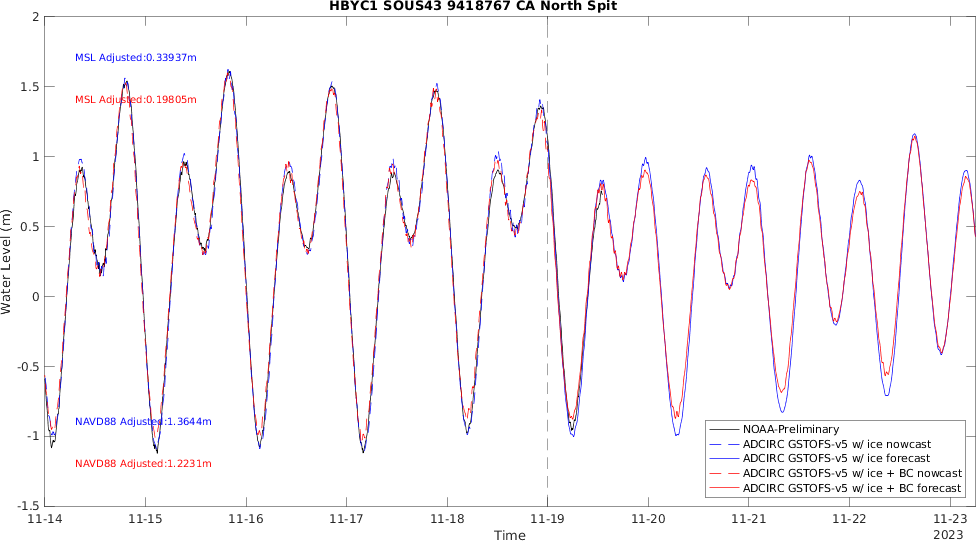 HBYC1 SOUS43 9418767 CA North Spit
2
1.5
1
0.5
0
-0.5
-1
-1.5
Water Level (m)
MSL Adjusted:0.33937m
MSL Adjusted:0.19805m
NAVD88 Adjusted:1.3644m
NAVD88 Adjusted:1.2231m
NOAA-Preliminary
ADCIRC GSTOFS-v5 w/ ice nowcast
ADCIRC GSTOFS-v5 w/ ice forecast
ADCIRC GSTOFS-v5 w/ ice + BC nowcast
ADCIRC GSTOFS-v5 w/ ice + BC forecast
11-14 11-15 11-16 11-17 11-18 11-19 11-20 11-21 11-22 11-23
Time
2023